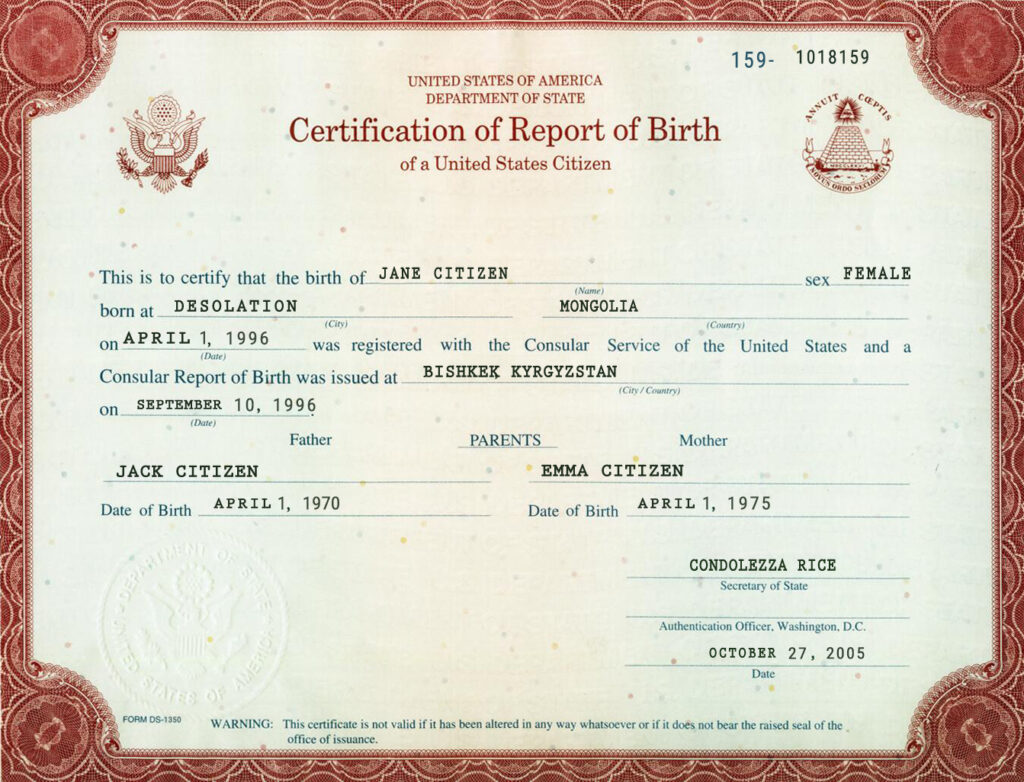 159- 1018159
UNITED STATES OF AMERICA
DEPARTMENT OF STATE
Certification of Report of Birth
of a United States Citizen
ANNUIT CŒPTIS
NOVUS ORDO SECLORUM
This is to certify that the birth of JANE CITIZEN sex FEMALE
(Name)
born at DESOLATION MONGOLIA
(City) (Country)
on APRIL 1, 1996 was registered with the Consular Service of the United States and a
(Date)
Consular Report of Birth was issued at BISHKEK KYRGYZSTAN
(City / Country)
on SEPTEMBER 10, 1996
(Date)
Father PARENTS Mother
JACK CITIZEN EMMA CITIZEN
Date of Birth APRIL 1, 1970 Date of Birth APRIL 1, 1975
CONDOLEZZA RICE
Secretary of State
Authentication Officer, Washington, D.C.
OCTOBER 27, 2005
Date
DEPARTMENT OF STATE
UNITED STATES OF AMERICA
FORM DS-1350 WARNING: This certificate is not valid if it has been altered in any way whatsoever or if it does not bear the raised seal of the
office of issuance.